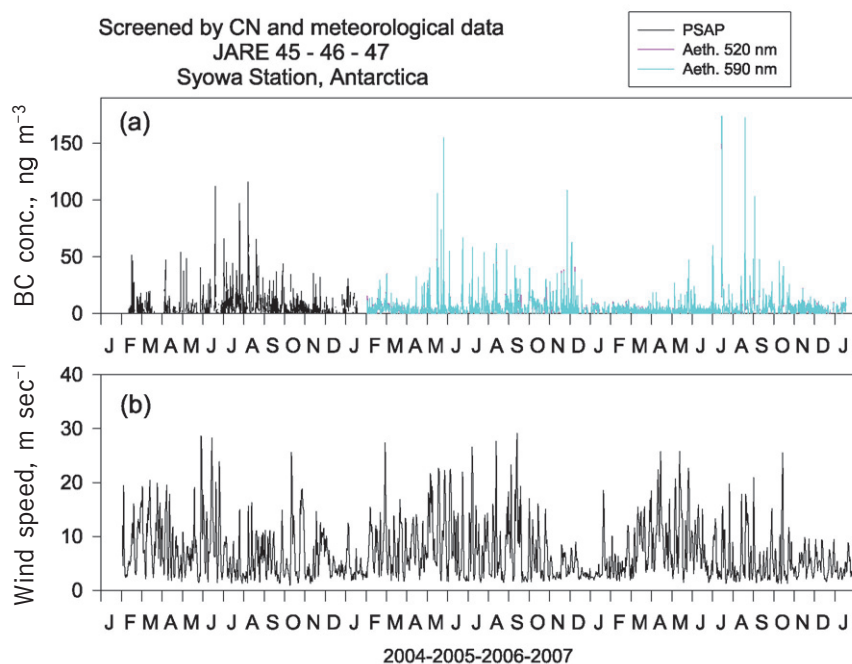 Screened by CN and meteorological data
JARE 45 - 46 - 47
Syowa Station, Antarctica
PSAP
Aeth. 520 nm
Aeth. 590 nm
(a)
BC conc., ng m⁻³
150
100
50
0
J F M A M J J A S O N D J F M A M J J A S O N D J F M A M J J A S O N D J
(b)
Wind speed, m sec⁻¹
40
30
20
10
0
J F M A M J J A S O N D J F M A M J J A S O N D J F M A M J J A S O N D J
2004-2005-2006-2007